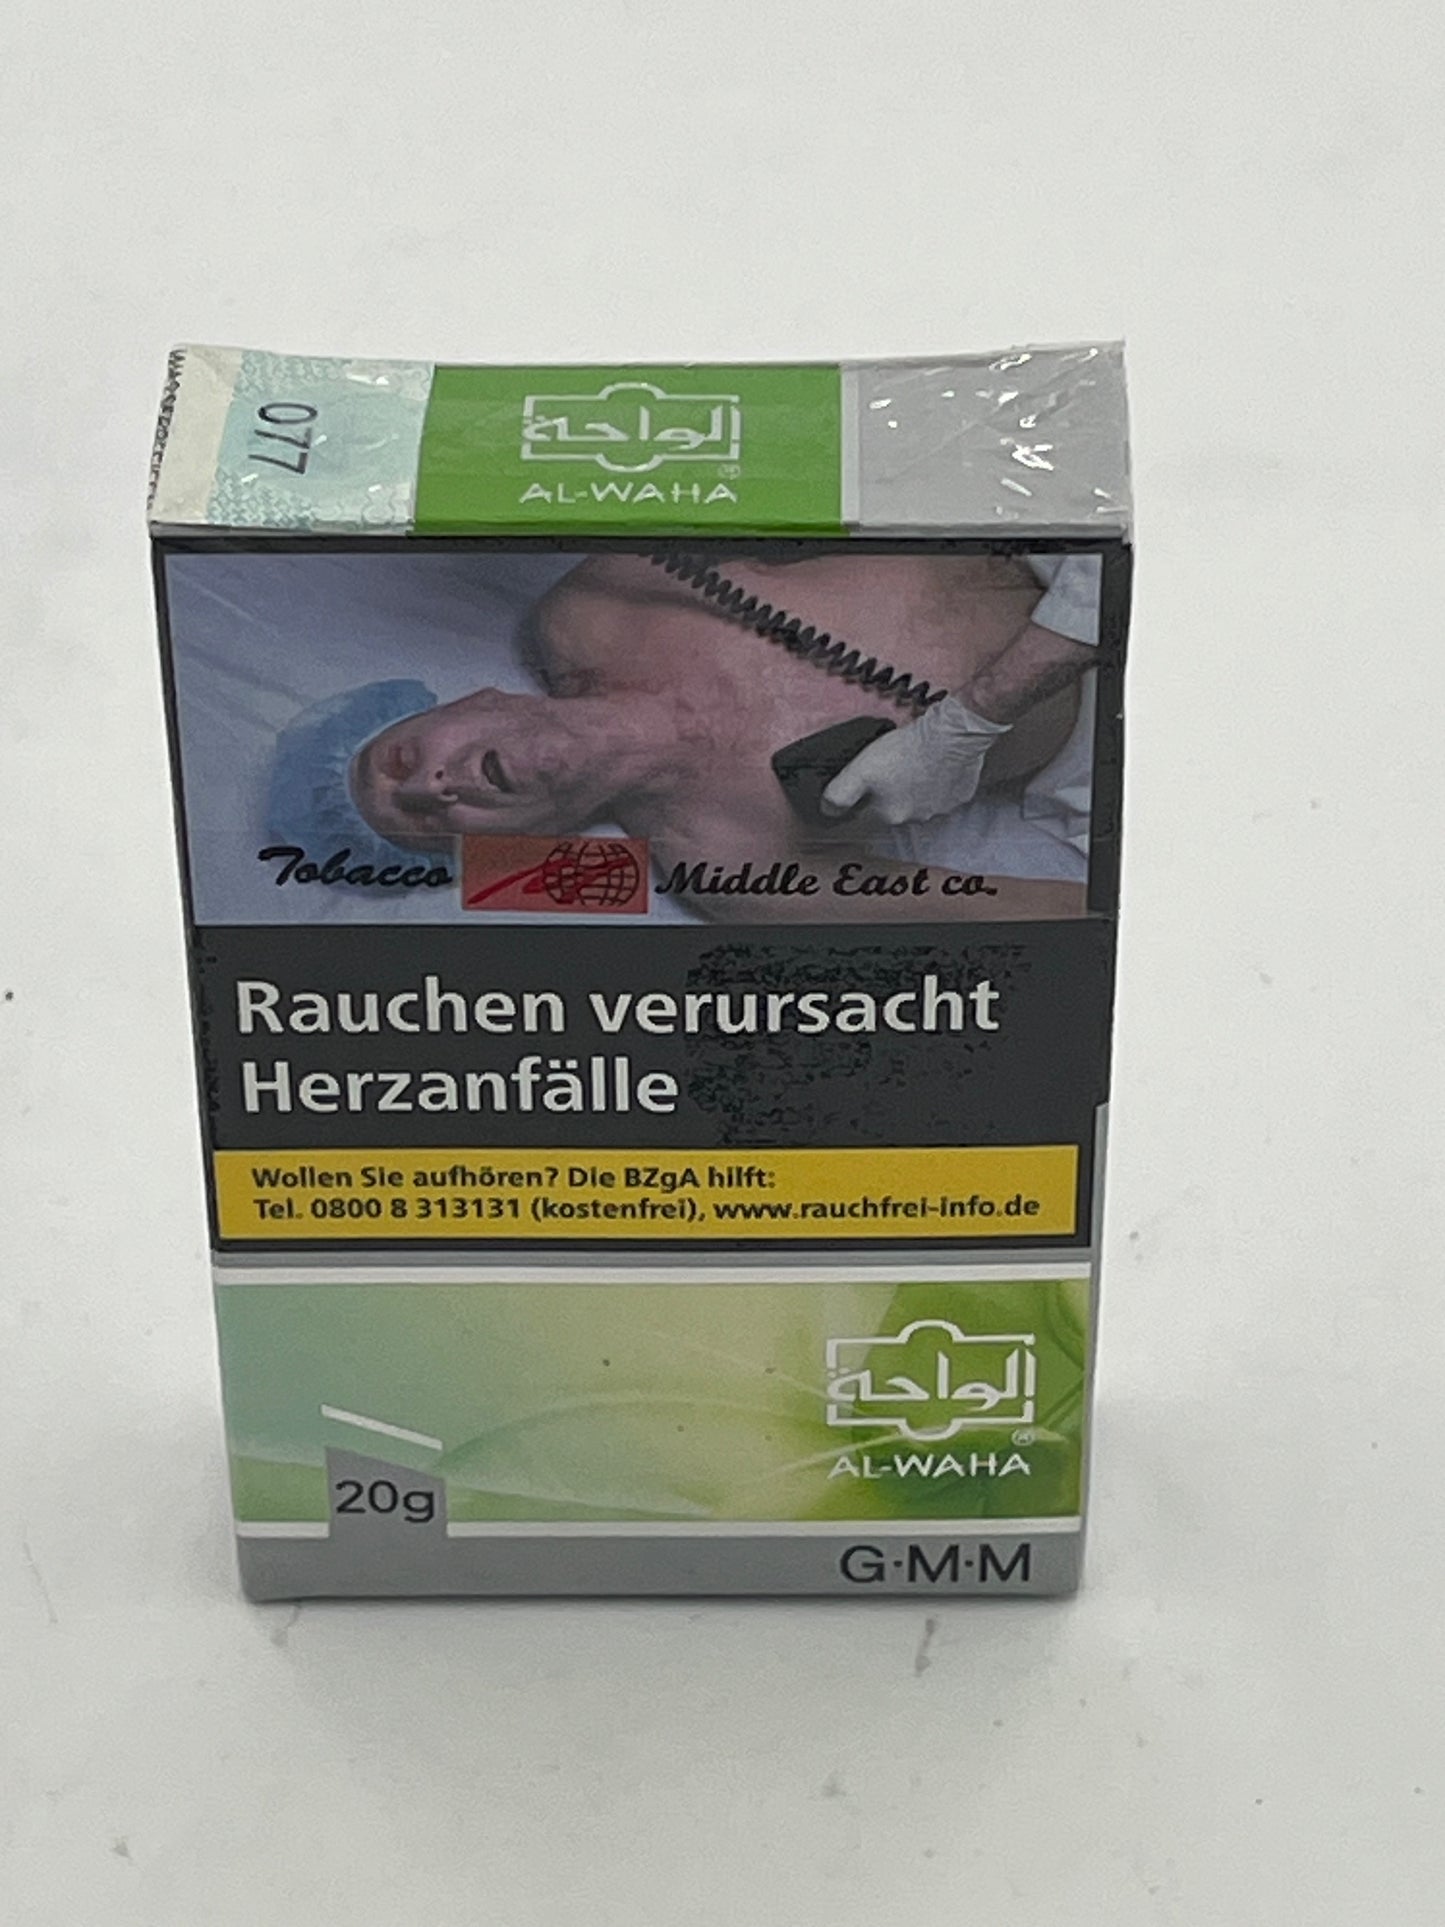 077
الواحة
AL-WAHA
Tobacco Middle East co.
Rauchen verursacht
Herzanfälle
Wollen Sie aufhören? Die BZgA hilft:
Tel. 0800 8 313131 (kostenfrei), www.rauchfrei-info.de
الواحة
®
AL-WAHA
20g
G·M·M